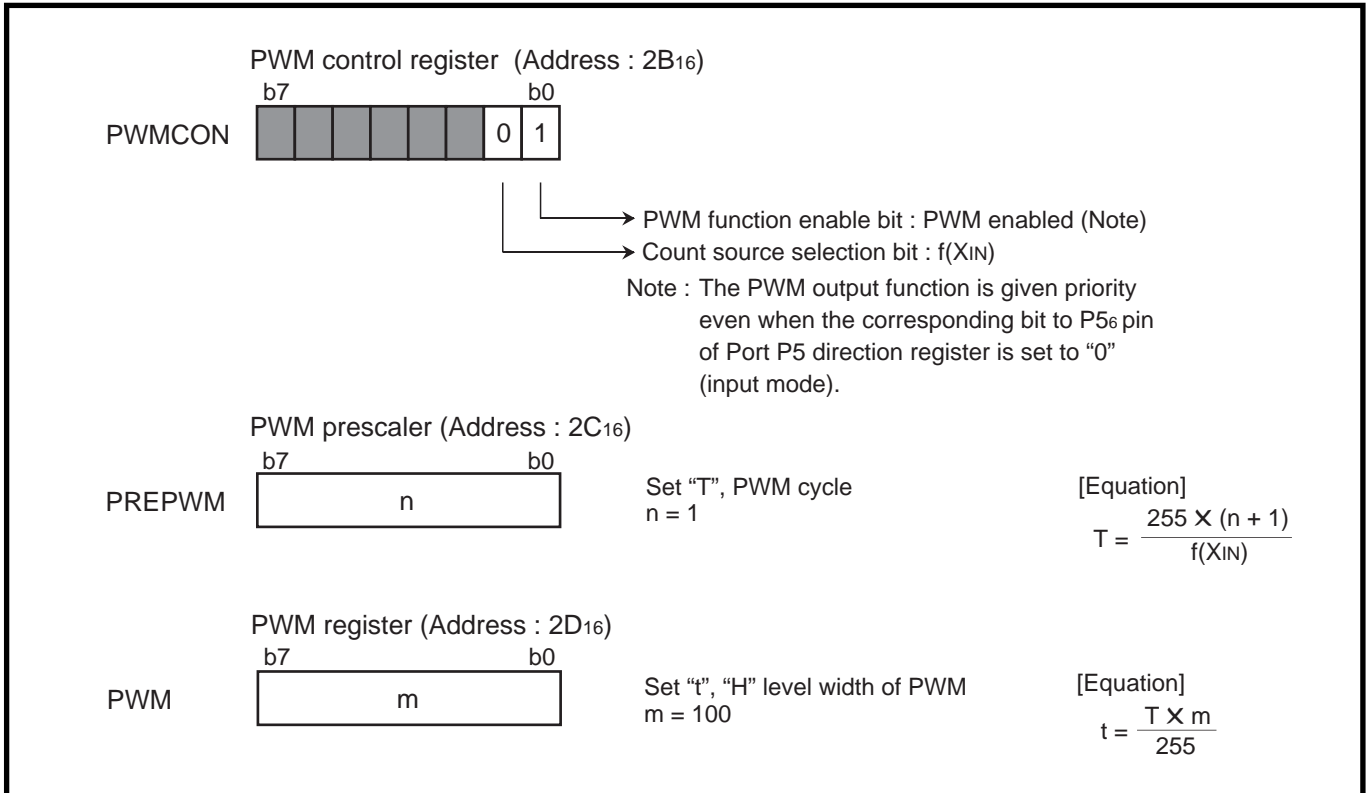 PWM control register (Address : 2B16)
b7 b0
PWMCON 0 1
PWM function enable bit : PWM enabled (Note)
Count source selection bit : f(XIN)
Note : The PWM output function is given priority
even when the corresponding bit to P56 pin
of Port P5 direction register is set to “0”
(input mode).
PWM prescaler (Address : 2C16)
b7 b0
PREPWM n
Set “T”, PWM cycle
n = 1
[Equation]
T = 255 × (n + 1)
f(XIN)
PWM register (Address : 2D16)
b7 b0
PWM m
Set “t”, “H” level width of PWM
m = 100
[Equation]
t = T × m
255